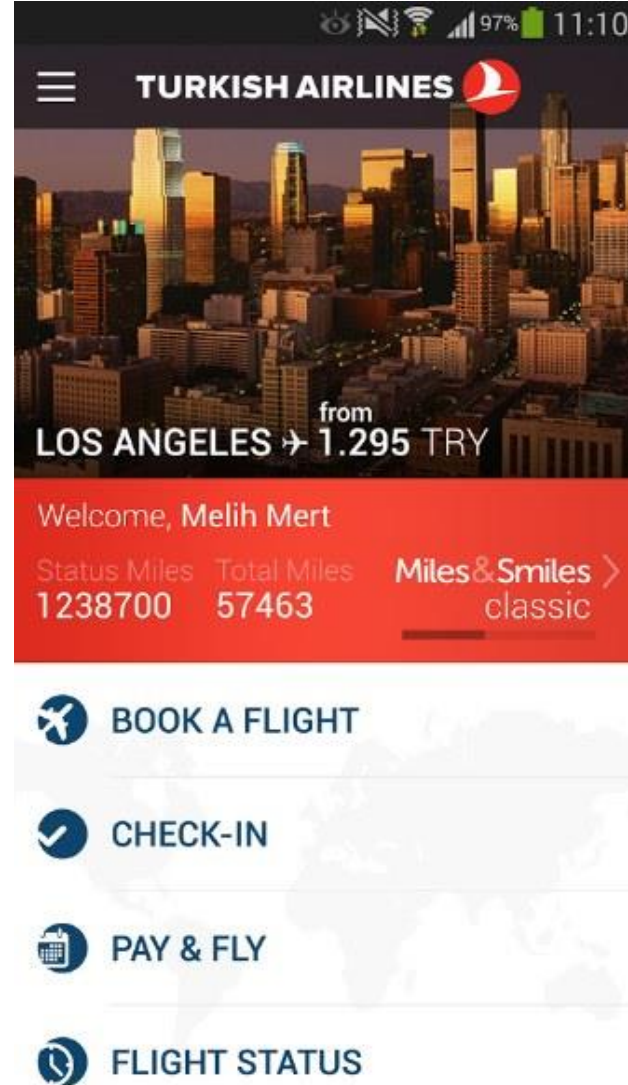 97% 11:10
TURKISH AIRLINES
from
LOS ANGELES 1.295 TRY
Welcome, Melih Mert
Status Miles Total Miles Miles&Smiles
1238700 57463 classic
BOOK A FLIGHT
CHECK-IN
PAY & FLY
FLIGHT STATUS